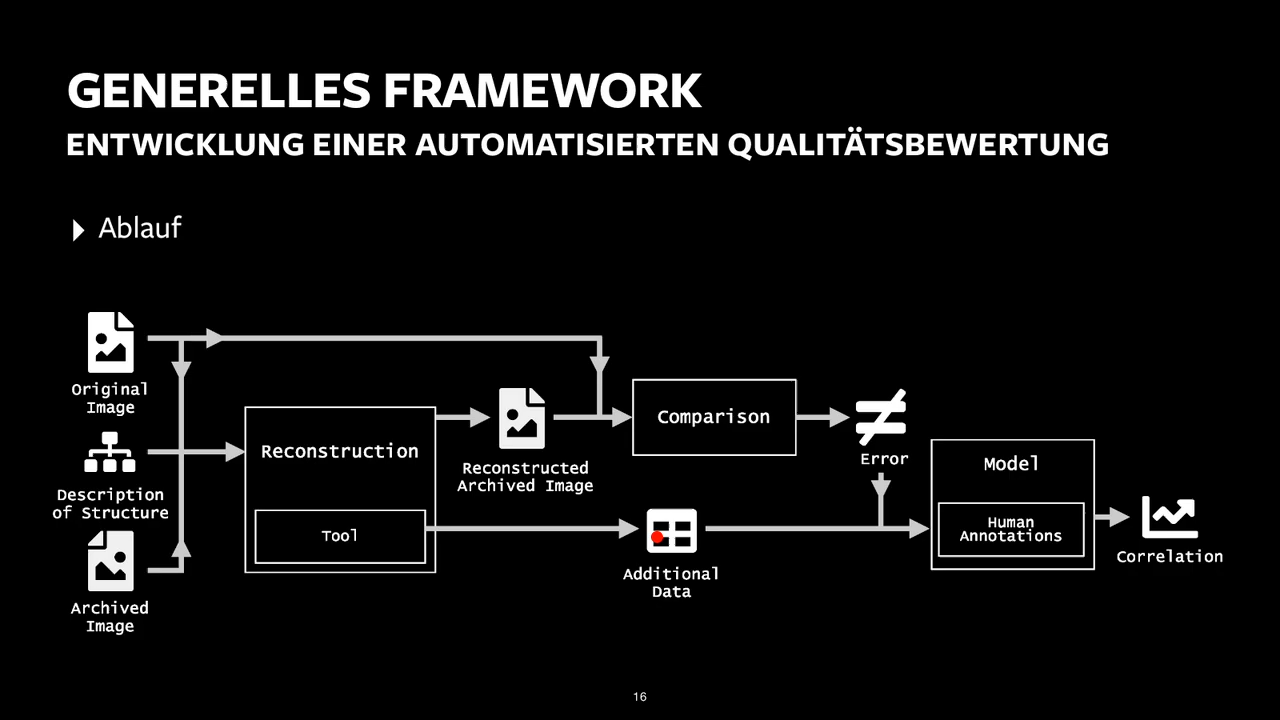 GENERELLES FRAMEWORK
ENTWICKLUNG EINER AUTOMATISIERTEN QUALITÄTSBEWERTUNG
Ablauf
Original
Image
Description
of Structure
Archived
Image
Reconstruction
Tool
Reconstructed
Archived Image
Comparison
Additional
Data
Error
Model
Human
Annotations
Correlation
16